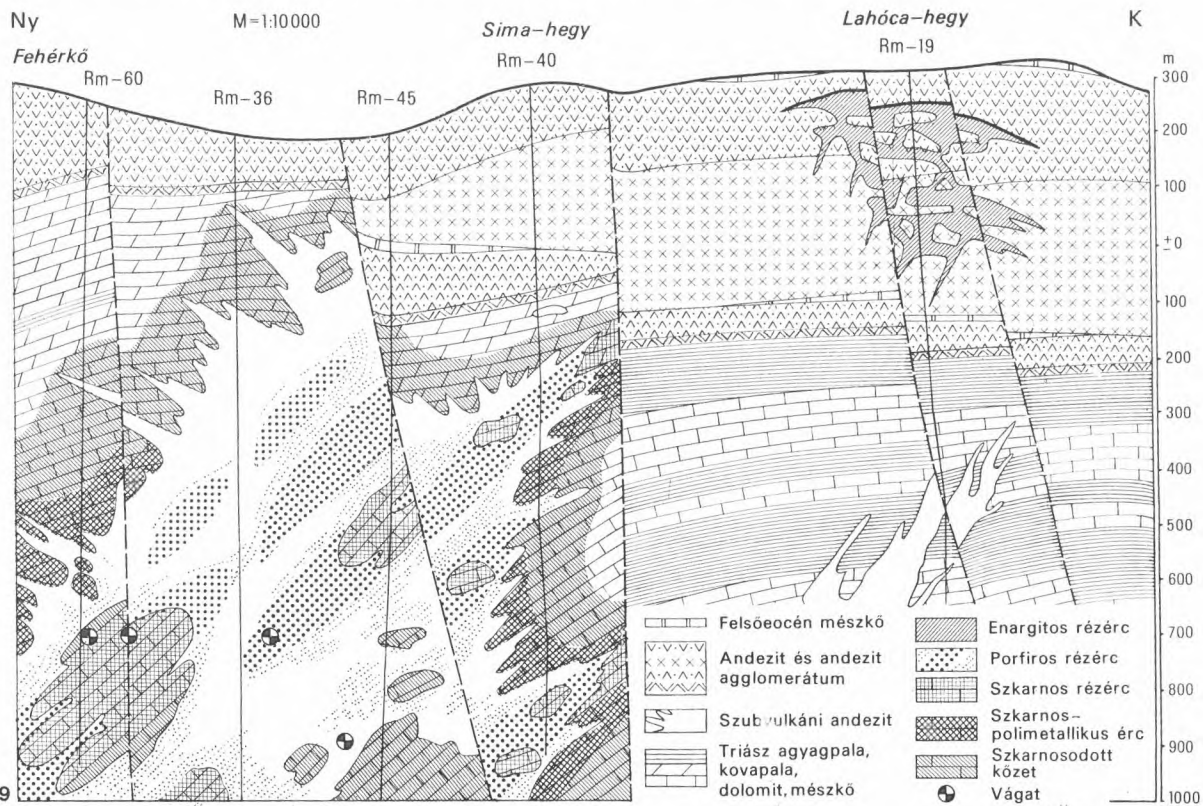 Ny
M=1:10000
Sima-hegy
Lahóca-hegy
K
Fehérkő
Rm-60
Rm-36
Rm-45
Rm-40
Rm-19
m
300
200
100
±0
100
200
300
400
500
600
700
800
900
1000
Felsőeocén mészkő
Andezit és andezit
agglomerátum
Szubvulkáni andezit
Triász agyagpala,
kovapala,
dolomit, mészkő
Enargitos rézérc
Porfiros rézérc
Szkarnos rézérc
Szkarnos-
polimetallikus érc
Szkarnosodott
kőzet
Vágat
9